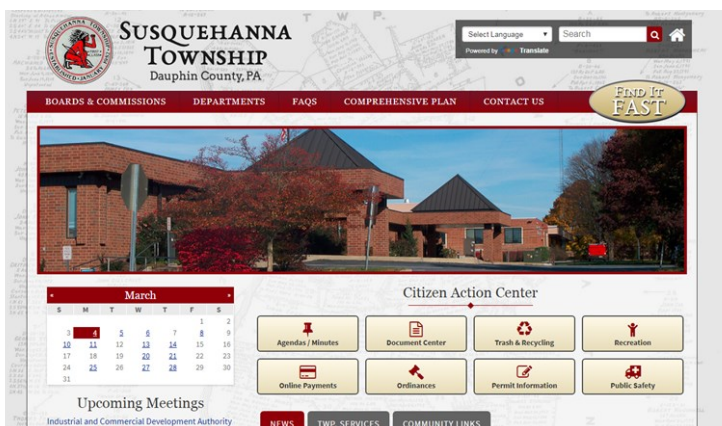 SUSQUEHANNA
TOWNSHIP
Dauphin County, PA
T W P.
Select Language
Search
Powered by Translate
BOARDS & COMMISSIONS DEPARTMENTS FAQS COMPREHENSIVE PLAN CONTACT US
FIND IT
FAST
March
S M T W T F S
1 2
3 4 5 6 7 8 9
10 11 12 13 14 15 16
17 18 19 20 21 22 23
24 25 26 27 28 29 30
31
Upcoming Meetings
Industrial and Commercial Development Authority
Citizen Action Center
Agendas / Minutes Document Center Trash & Recycling Recreation
Online Payments Ordinances Permit Information Public Safety
NEWS TWP. SERVICES COMMUNITY LINKS